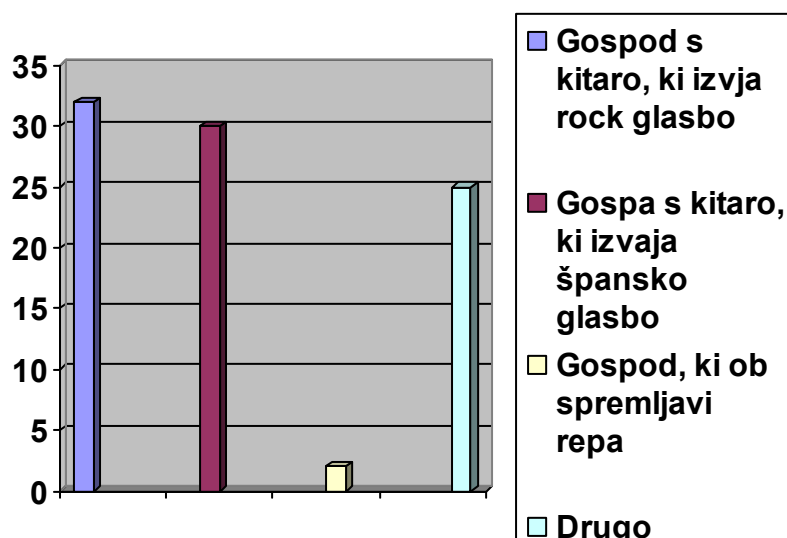 35
30
25
20
15
10
5
0
Gospod s
kitaro, ki izvja
rock glasbo
Gospa s kitaro,
ki izvaja
špansko
glasbo
Gospod, ki ob
spremljavi
repa
Drugo